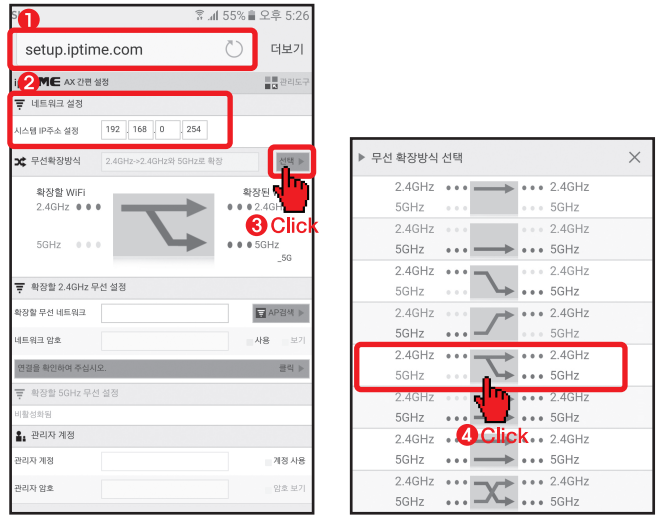 1
55% 오후 5:26
setup.iptime.com 더보기
2
AX 간편 설정 관리도구
네트워크 설정
시스템 IP주소 설정 192 . 168 . 0 . 254
무선확장방식 2.4GHz->2.4GHz와 5GHz로 확장 선택
확장할 WiFi 확장된
2.4GHz
3 Click
5GHz 5GHz
_5G
확장할 2.4GHz 무선 설정
확장할 무선 네트워크 AP검색
네트워크 암호 사용 보기
연결을 확인하여 주십시오. 클릭
확장할 5GHz 무선 설정
비활성화됨
관리자 계정
관리자 계정 계정 사용
관리자 암호 암호 보기
무선 확장방식 선택
2.4GHz 2.4GHz
5GHz 5GHz
2.4GHz 2.4GHz
5GHz 5GHz
2.4GHz 2.4GHz
5GHz 5GHz
2.4GHz 2.4GHz
5GHz 5GHz
2.4GHz 2.4GHz
5GHz 5GHz
2.4GHz 2.4GHz
5GHz 5GHz
4 Click
2.4GHz 2.4GHz
5GHz 5GHz
2.4GHz 2.4GHz
5GHz 5GHz